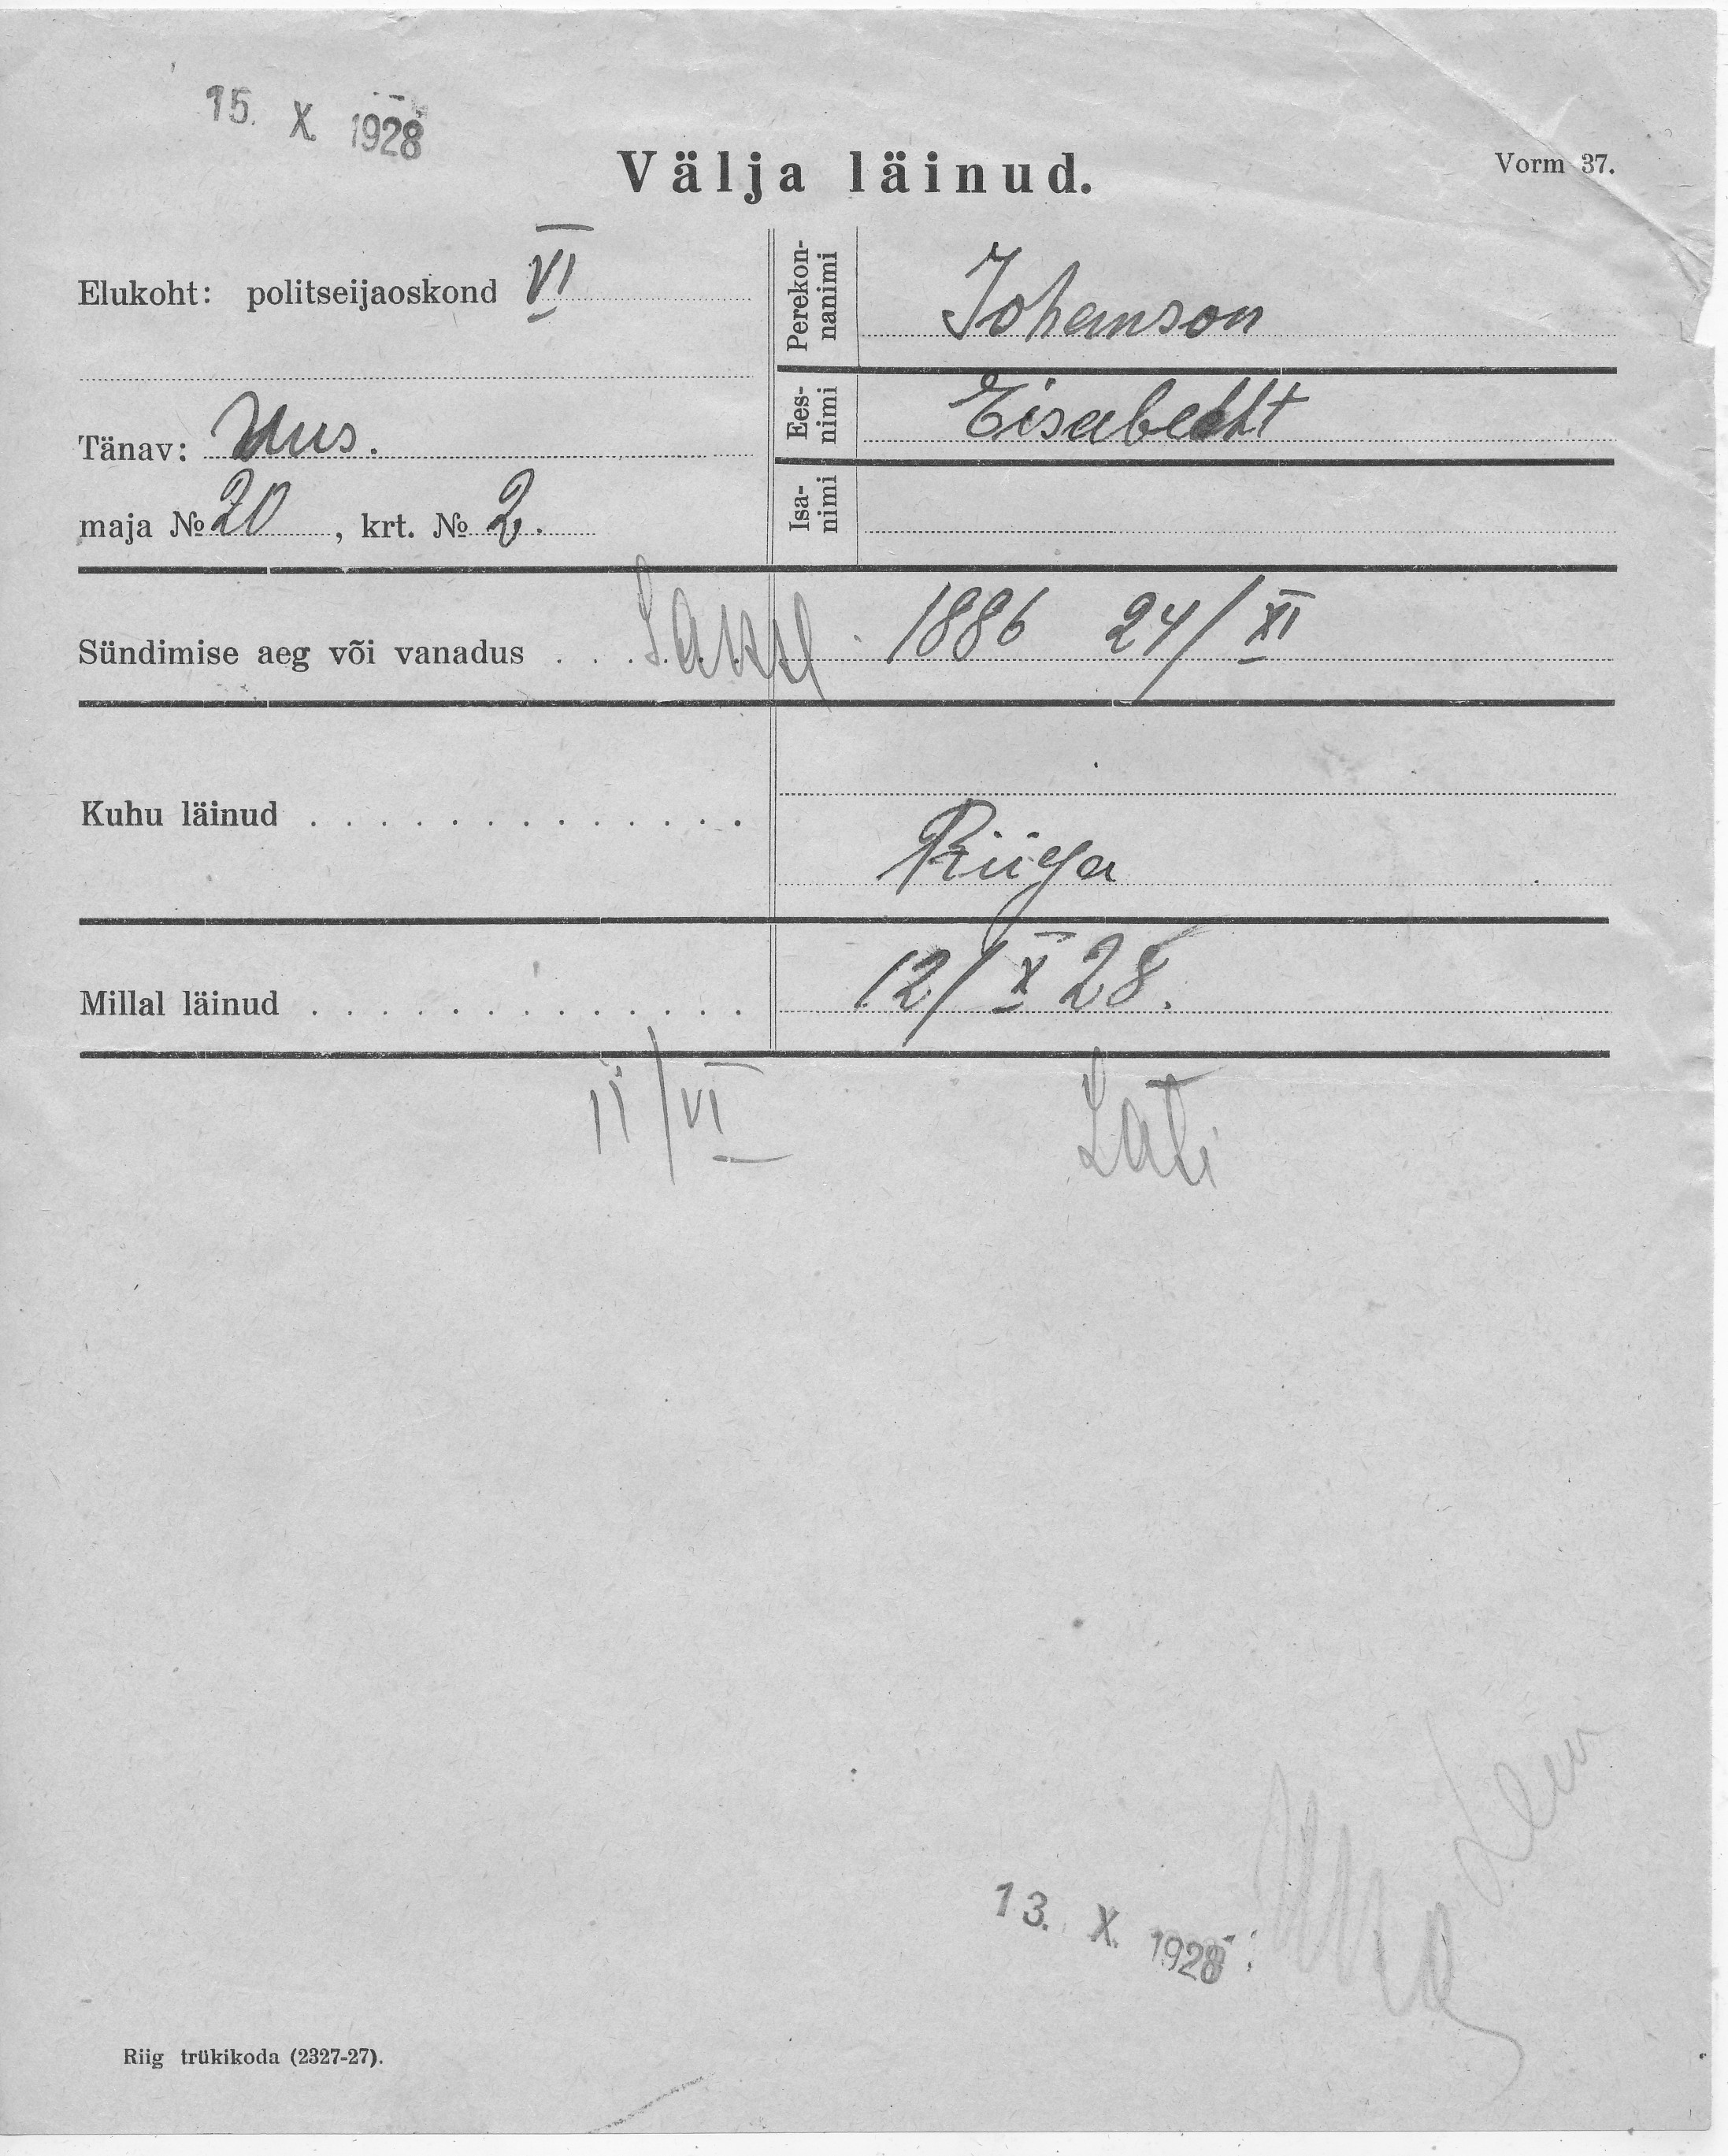 15. X. 1928
Välja läinud.
Vorm 37.
Elukoht: politseijaoskond VI
Tänav: Uus.
maja № 20, krt. № 2.
Perekon-
nanimi
Johanson
Ees-
nimi
Isa-
nimi
Sündimise aeg või vanadus . . . 1886 24/XI
Kuhu läinud . . . . . . . . . . . . .
Riiga
Millal läinud . . . . . . . . . . . . . 12/X 28.
11/VI
Läti
13. X. 1928
Riig trükikoda (2327-27).